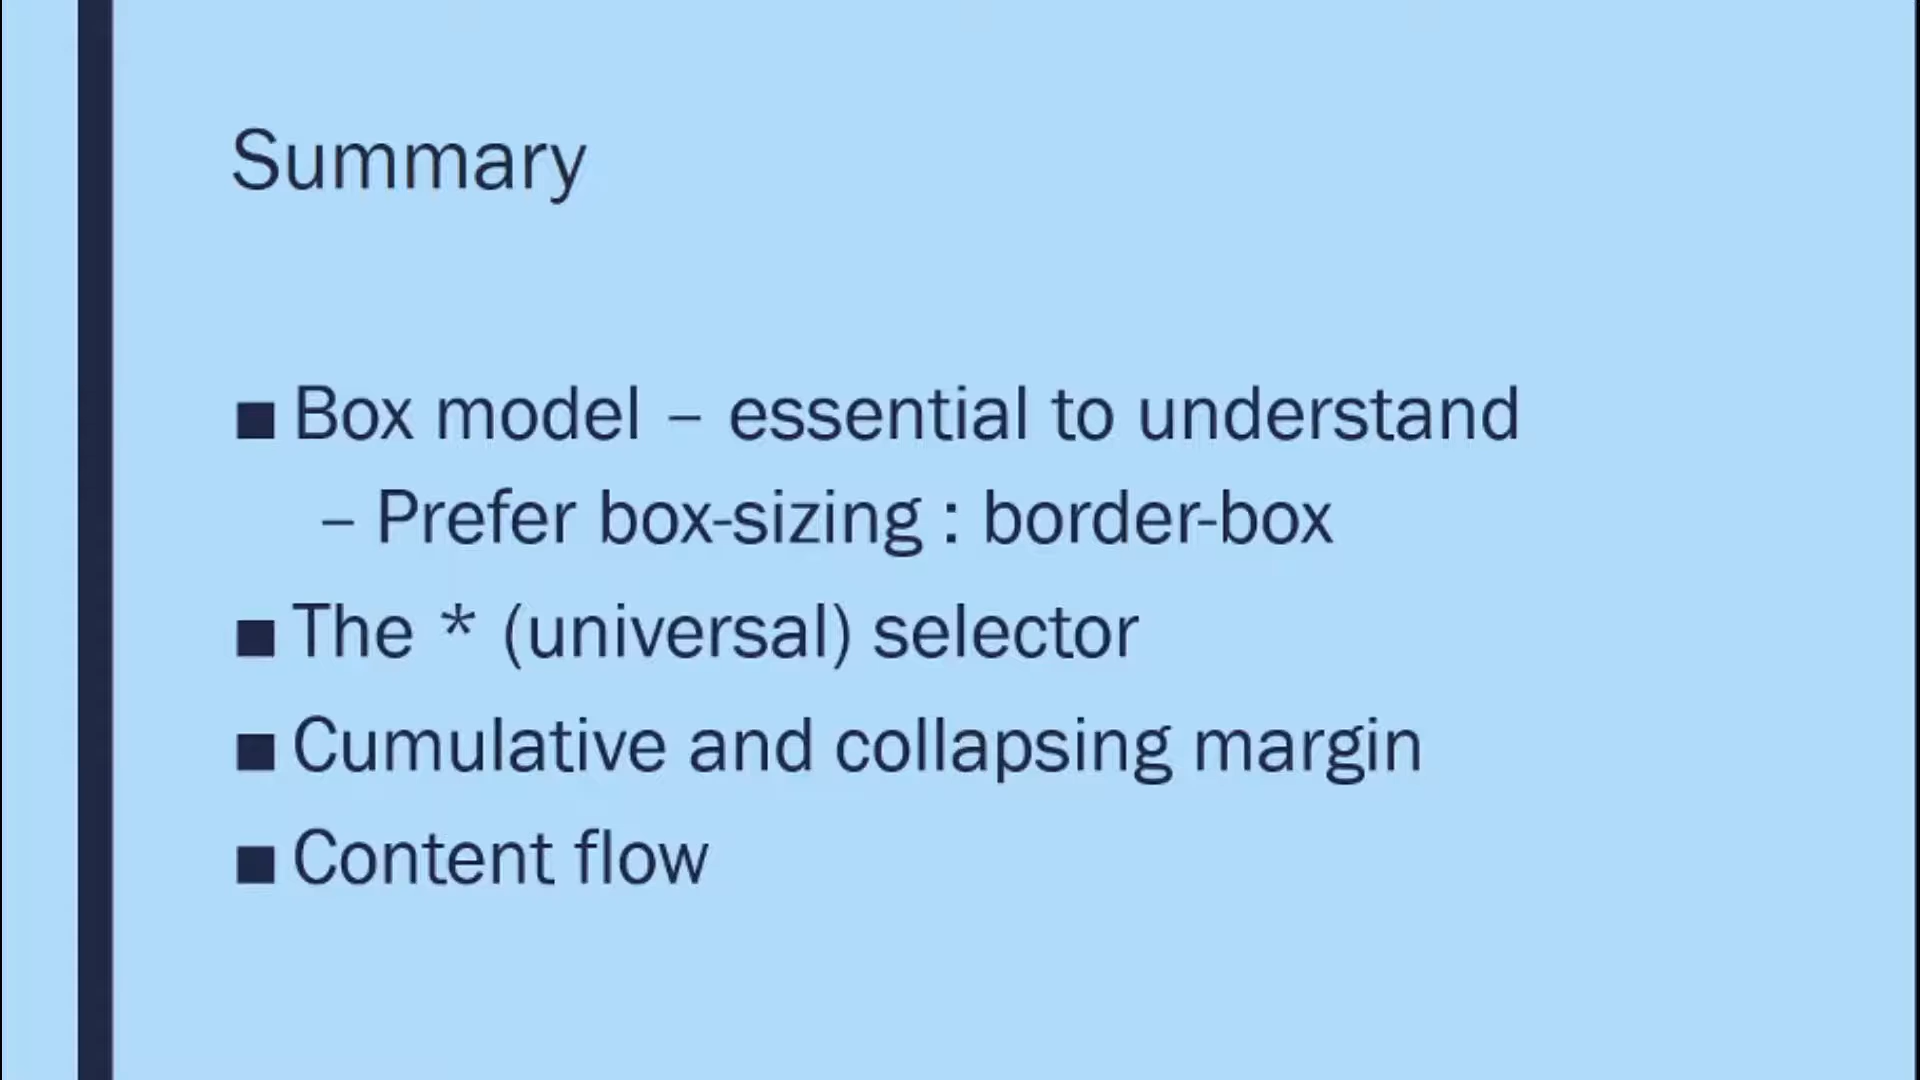 Summary
■ Box model – essential to understand
– Prefer box-sizing : border-box
■ The * (universal) selector
■ Cumulative and collapsing margin
■ Content flow